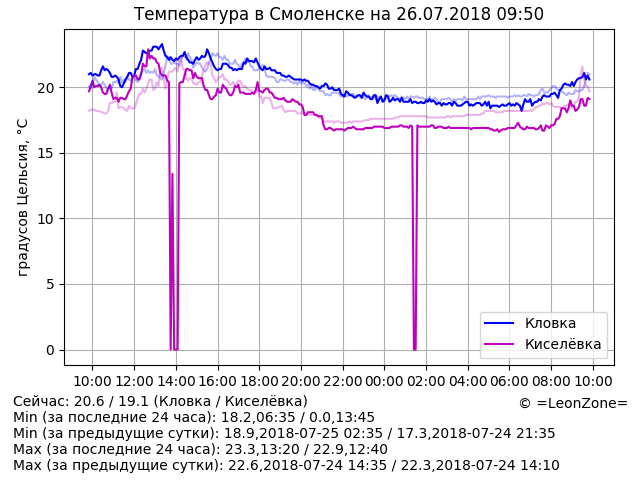 Температура в Смоленске на 26.07.2018 09:50
градусов Цельсия, °C
20
15
10
5
0
Кловка
Киселёвка
10:00 12:00 14:00 16:00 18:00 20:00 22:00 00:00 02:00 04:00 06:00 08:00 10:00
Сейчас: 20.6 / 19.1 (Кловка / Киселёвка)
© =LeonZone=
Min (за последние 24 часа): 18.2,06:35 / 0.0,13:45
Min (за предыдущие сутки): 18.9,2018-07-25 02:35 / 17.3,2018-07-24 21:35
Max (за последние 24 часа): 23.3,13:20 / 22.9,12:40
Max (за предыдущие сутки): 22.6,2018-07-24 14:35 / 22.3,2018-07-24 14:10